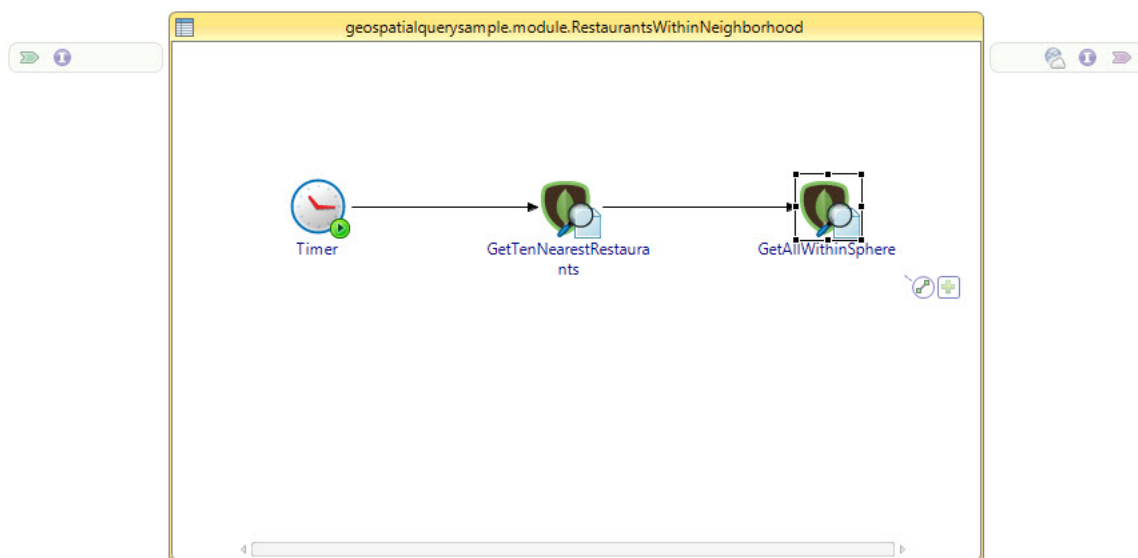 geospatialquerysample.module.RestaurantsWithinNeighborhood
Timer
GetTenNearestRestaura
nts
GetAllWithinSphere